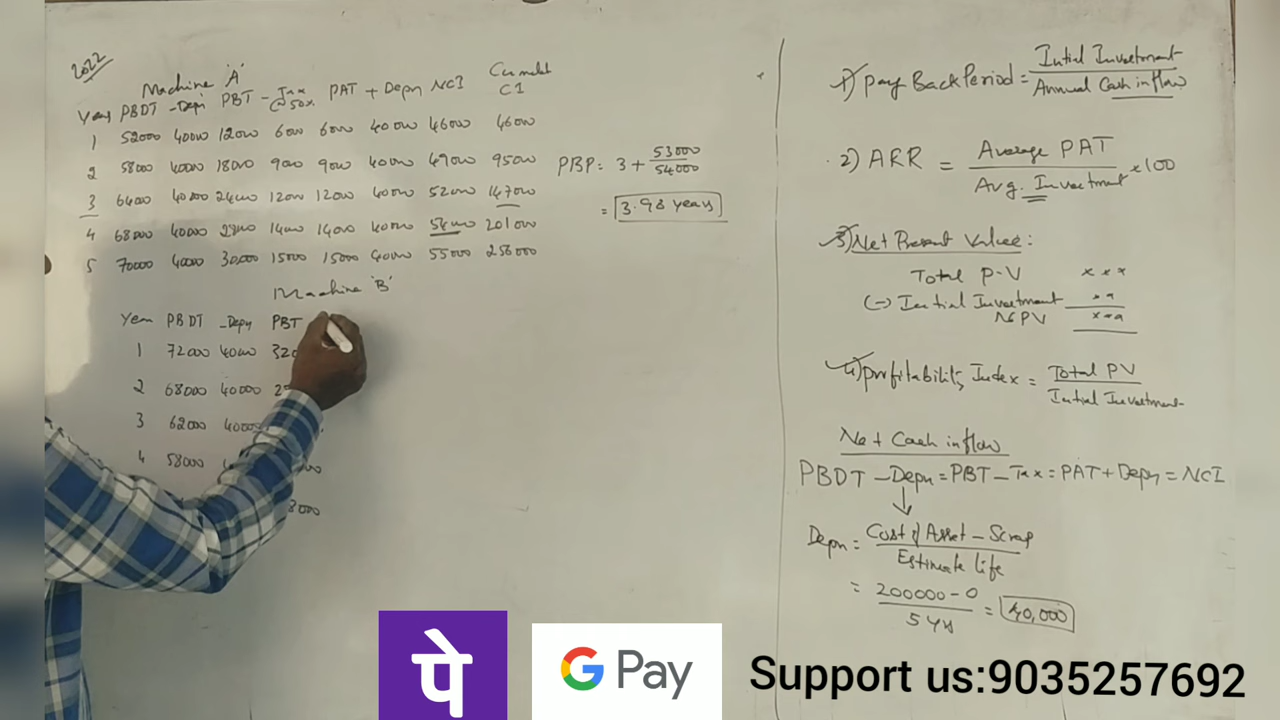 2022
Machine 'A'
Year PBDT - Depn PBT - Tax @ 50% PAT + Depn NCI Cumulat CI
1 52000 40000 12000 6000 6000 40000 46000 46000
2 58000 40000 18000 9000 9000 40000 49000 95000
3 64000 40000 24000 12000 12000 40000 52000 147000
4 68000 40000 28000 14000 14000 40000 54000 201000
5 70000 40000 30000 15000 15000 40000 55000 256000
PBP = 3 + 53000/54000
= 3.98 years
Machine 'B'
Year PBDT - Depn PBT
1 72000 40000
2 68000 40000
3 62000
4 58000
1) Pay Back Period = Intial Investment / Annual Cash inflow
2) ARR = Average PAT / Avg. Investment × 100
3) Net Present Value:
Total P.V xxx
(-) Initial Investment xx
NPV xxx
4) Profitability Index = Total PV / Initial Investment
Net Cash inflow
PBDT - Depn = PBT - Tax = PAT + Depn = NCI
Depn = Cost of Asset - Scrap / Estimate life
= 200000 - 0 / 5 Yrs = 40,000
पे
G Pay
Support us:9035257692